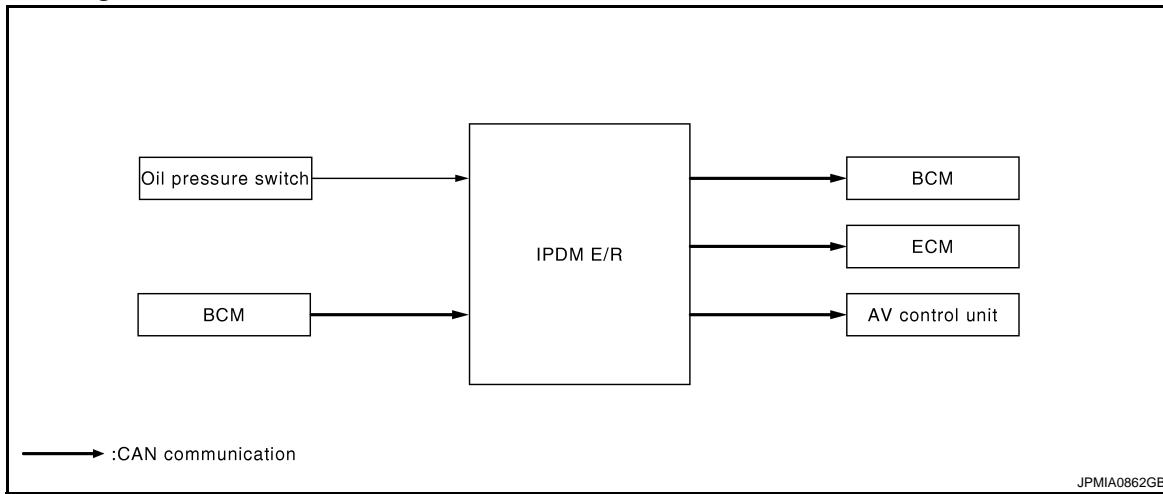 Oil pressure switch
BCM
IPDM E/R
BCM
ECM
AV control unit
:CAN communication
JPMIA0862GB